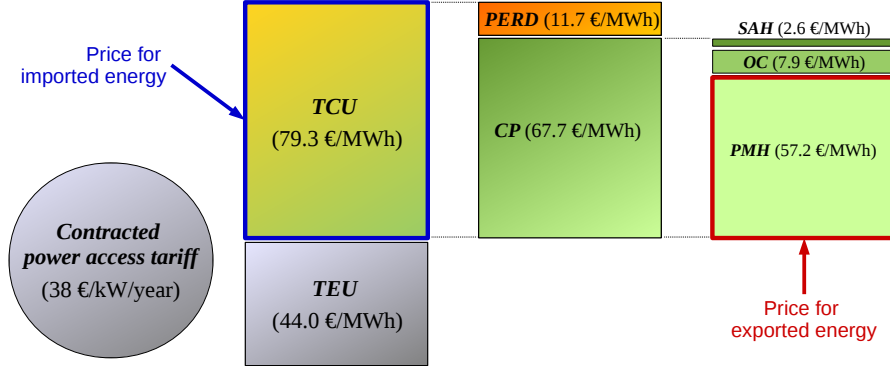 Price for
imported energy
Contracted
power access tariff
(38 €/kW/year)
TCU
(79.3 €/MWh)
TEU
(44.0 €/MWh)
PERD (11.7 €/MWh)
CP (67.7 €/MWh)
SAH (2.6 €/MWh)
OC (7.9 €/MWh)
PMH (57.2 €/MWh)
Price for
exported energy